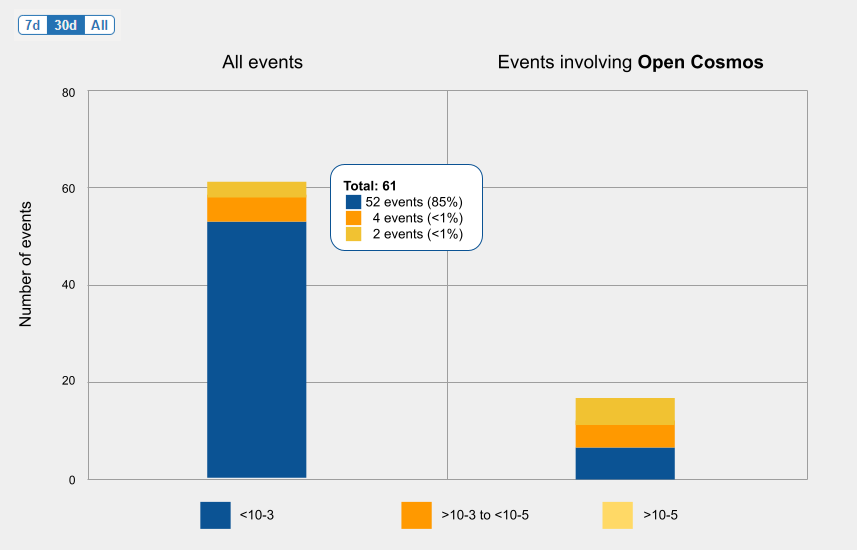 7d 30d All
All events
Events involving Open Cosmos
80
60
40
20
0
Number of events
Total: 61
52 events (85%)
4 events (<1%)
2 events (<1%)
<10-3
>10-3 to <10-5
>10-5